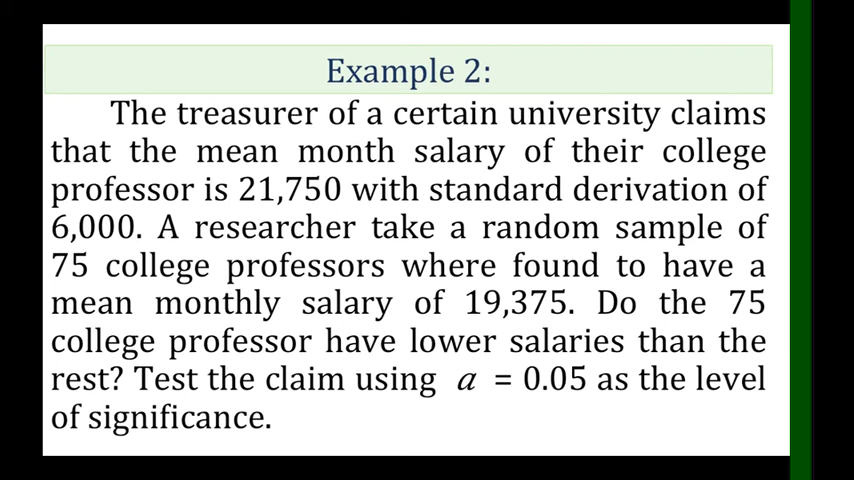 Example 2:
The treasurer of a certain university claims
that the mean month salary of their college
professor is 21,750 with standard derivation of
6,000. A researcher take a random sample of
75 college professors where found to have a
mean monthly salary of 19,375. Do the 75
college professor have lower salaries than the
rest? Test the claim using a = 0.05 as the level
of significance.